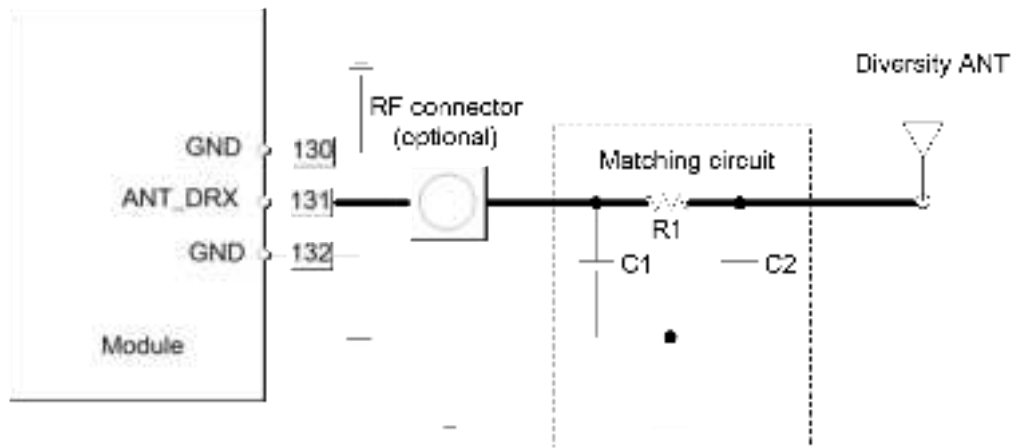 Diversity ANT
RF connector
(optional)
GND 130
Matching circuit
ANT_DRX 131
R1
GND 132
C1
C2
Module